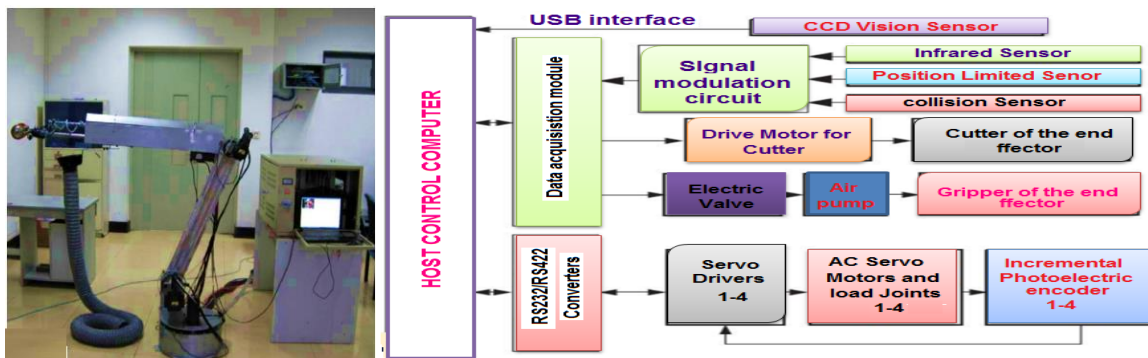 USB interface
CCD Vision Sensor
HOST CONTROL COMPUTER
Data acquisistion module
SIgnal
modulation
circuit
Infrared Sensor
Position Limited Senor
collision Sensor
Drive Motor for
Cutter
Cutter of the end
ffector
Electric
Valve
Air
pump
Gripper of the end
ffector
RS232/RS422
Converters
Servo
Drivers
1-4
AC Servo
Motors and
load Joints
1-4
Incremental
Photoelectric
encoder
1-4